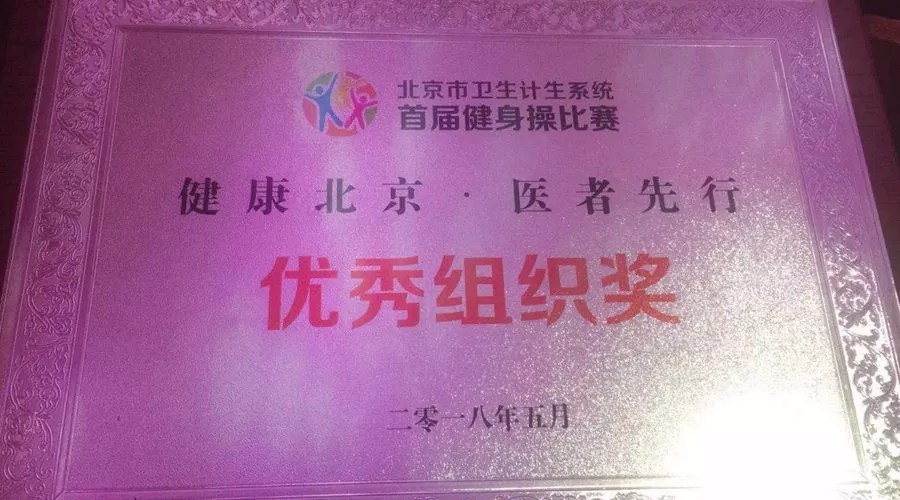 北京市卫生计生系统
首届健身操比赛
健康北京·医者先行
优秀组织奖
二零一八年五月